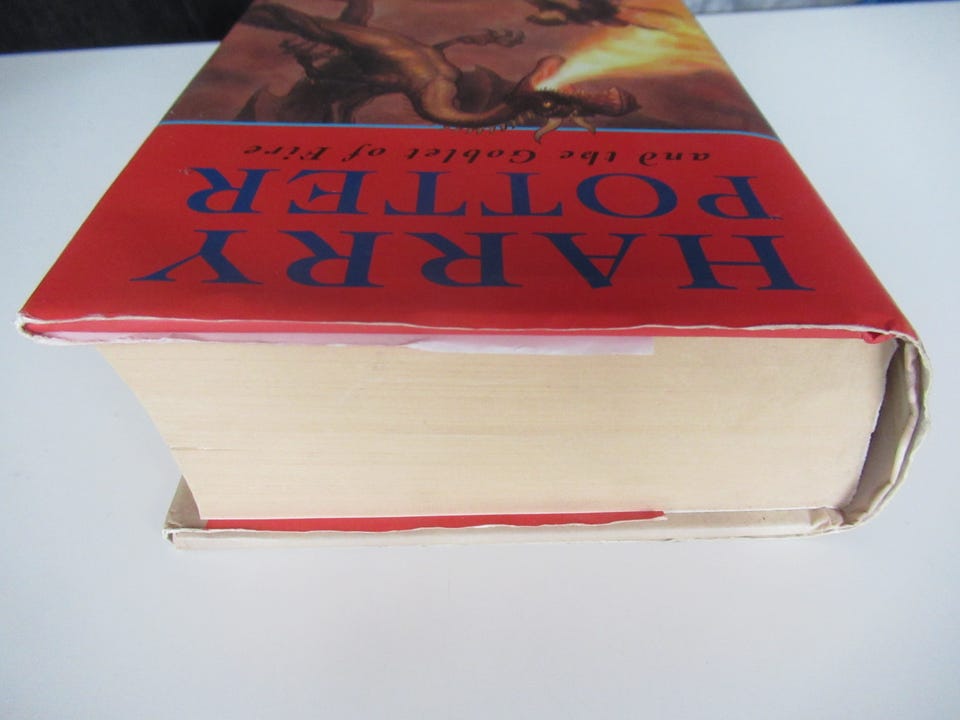 HARRY
POTTER
and the Goblet of Fire